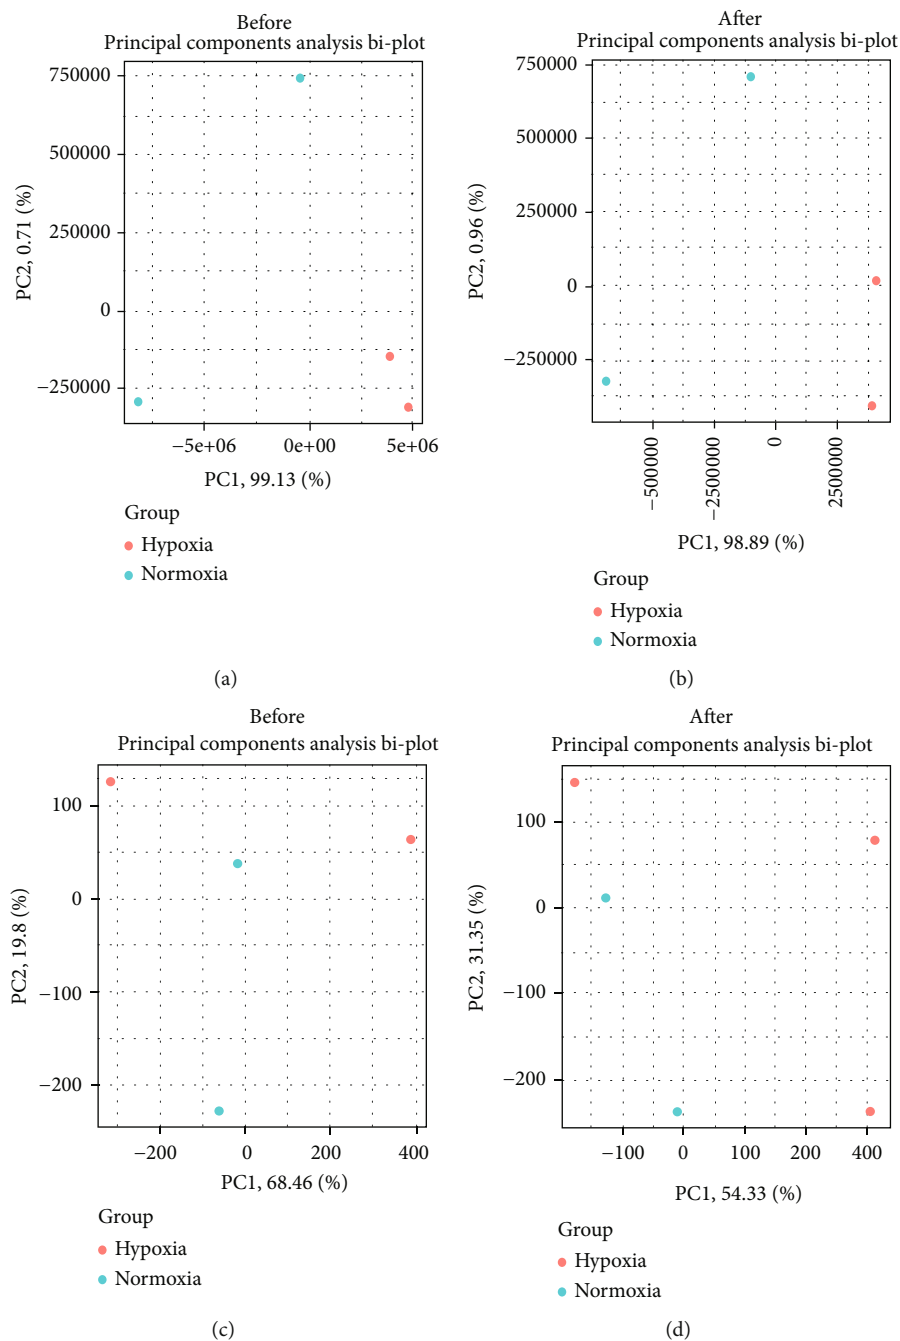 Before
Principal components analysis bi-plot
750000
500000
250000
0
−250000
PC2, 0.71 (%)
−5e+06 0e+00 5e+06
PC1, 99.13 (%)
Group
Hypoxia
Normoxia
(a)
After
Principal components analysis bi-plot
750000
500000
250000
0
−250000
PC2, 0.96 (%)
−500000 −2500000 0 2500000
PC1, 98.89 (%)
Group
Hypoxia
Normoxia
(b)
Before
Principal components analysis bi-plot
100
0
−100
−200
PC2, 19.8 (%)
−200 0 200 400
PC1, 68.46 (%)
Group
Hypoxia
Normoxia
(c)
After
Principal components analysis bi-plot
100
0
−100
−200
PC2, 31.35 (%)
−100 0 100 200 400
PC1, 54.33 (%)
Group
Hypoxia
Normoxia
(d)